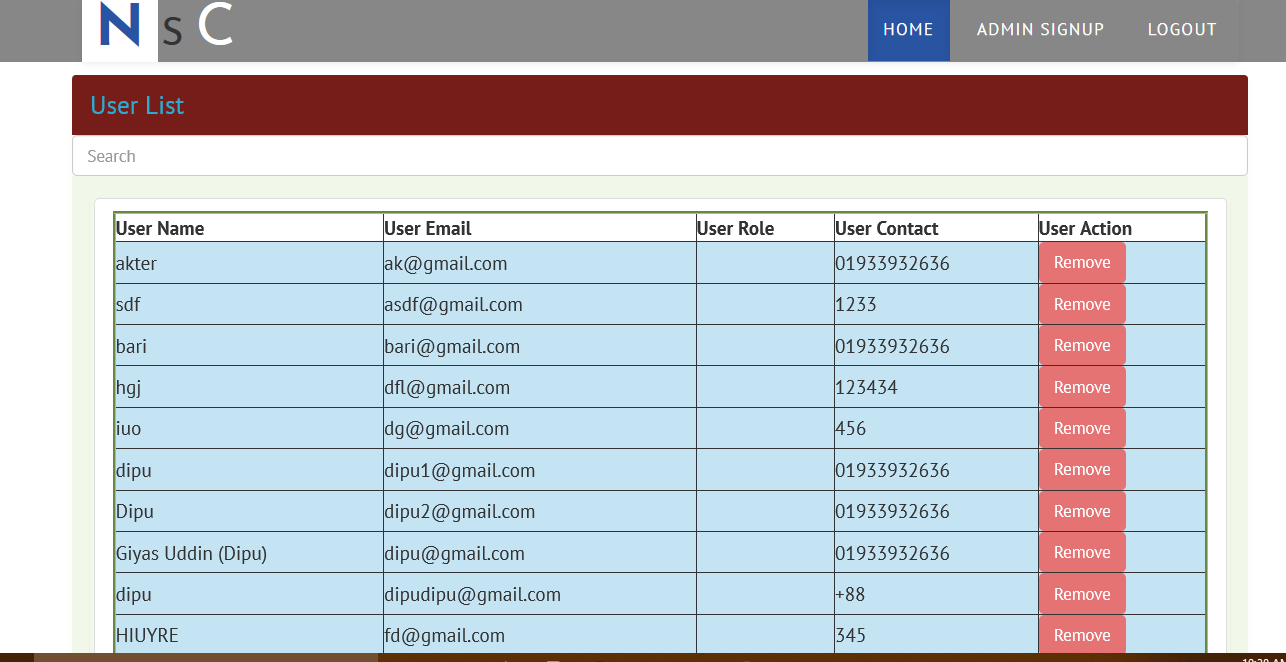 N s C HOME ADMIN SIGNUP LOGOUT
User List
Search
User Name User Email User Role User Contact User Action
akter ak@gmail.com 01933932636 Remove
sdf asdf@gmail.com 1233 Remove
bari bari@gmail.com 01933932636 Remove
hgj dfl@gmail.com 123434 Remove
iuo dg@gmail.com 456 Remove
dipu dipu1@gmail.com 01933932636 Remove
Dipu dipu2@gmail.com 01933932636 Remove
Giyas Uddin (Dipu) dipu@gmail.com 01933932636 Remove
dipu dipudipu@gmail.com +88 Remove
HIUYRE fd@gmail.com 345 Remove